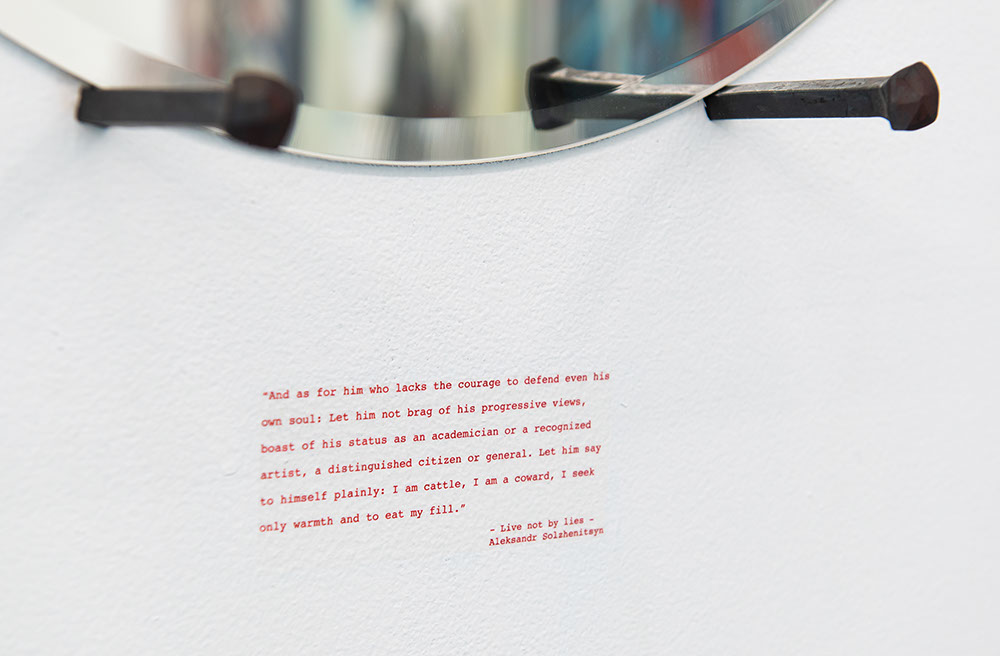 "And as for him who lacks the courage to defend even his
own soul: Let him not brag of his progressive views,
boast of his status as an academician or a recognized
artist, a distinguished citizen or general. Let him say
to himself plainly: I am cattle, I am a coward, I seek
only warmth and to eat my fill."
– Live not by lies –
Aleksandr Solzhenitsyn